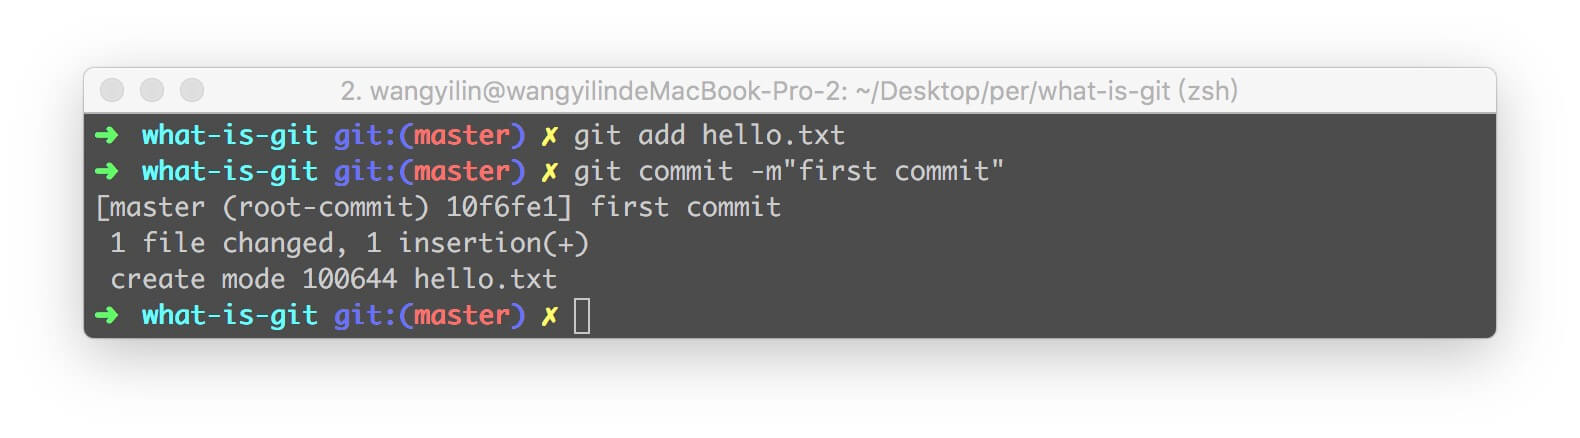 2. wangyilin@wangyilindeMacBook-Pro-2: ~/Desktop/per/what-is-git (zsh)
➜ what-is-git git:(master) ✗ git add hello.txt
➜ what-is-git git:(master) ✗ git commit -m"first commit"
[master (root-commit) 10f6fe1] first commit
 1 file changed, 1 insertion(+)
 create mode 100644 hello.txt
➜ what-is-git git:(master) ✗